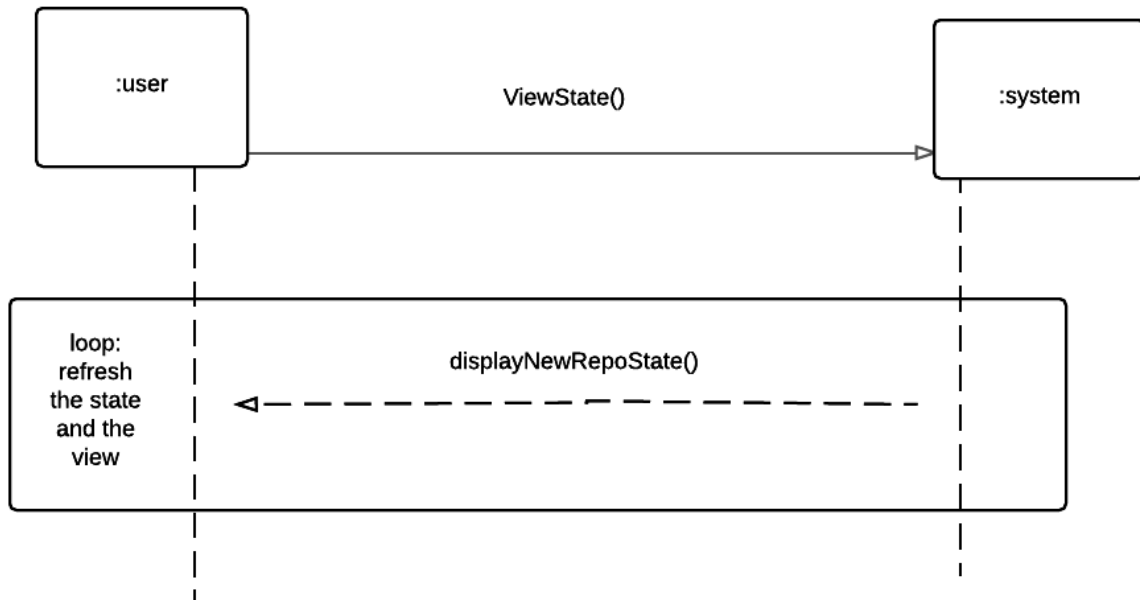 :user
ViewState()
:system
loop:
refresh
the state
and the
view
displayNewRepoState()